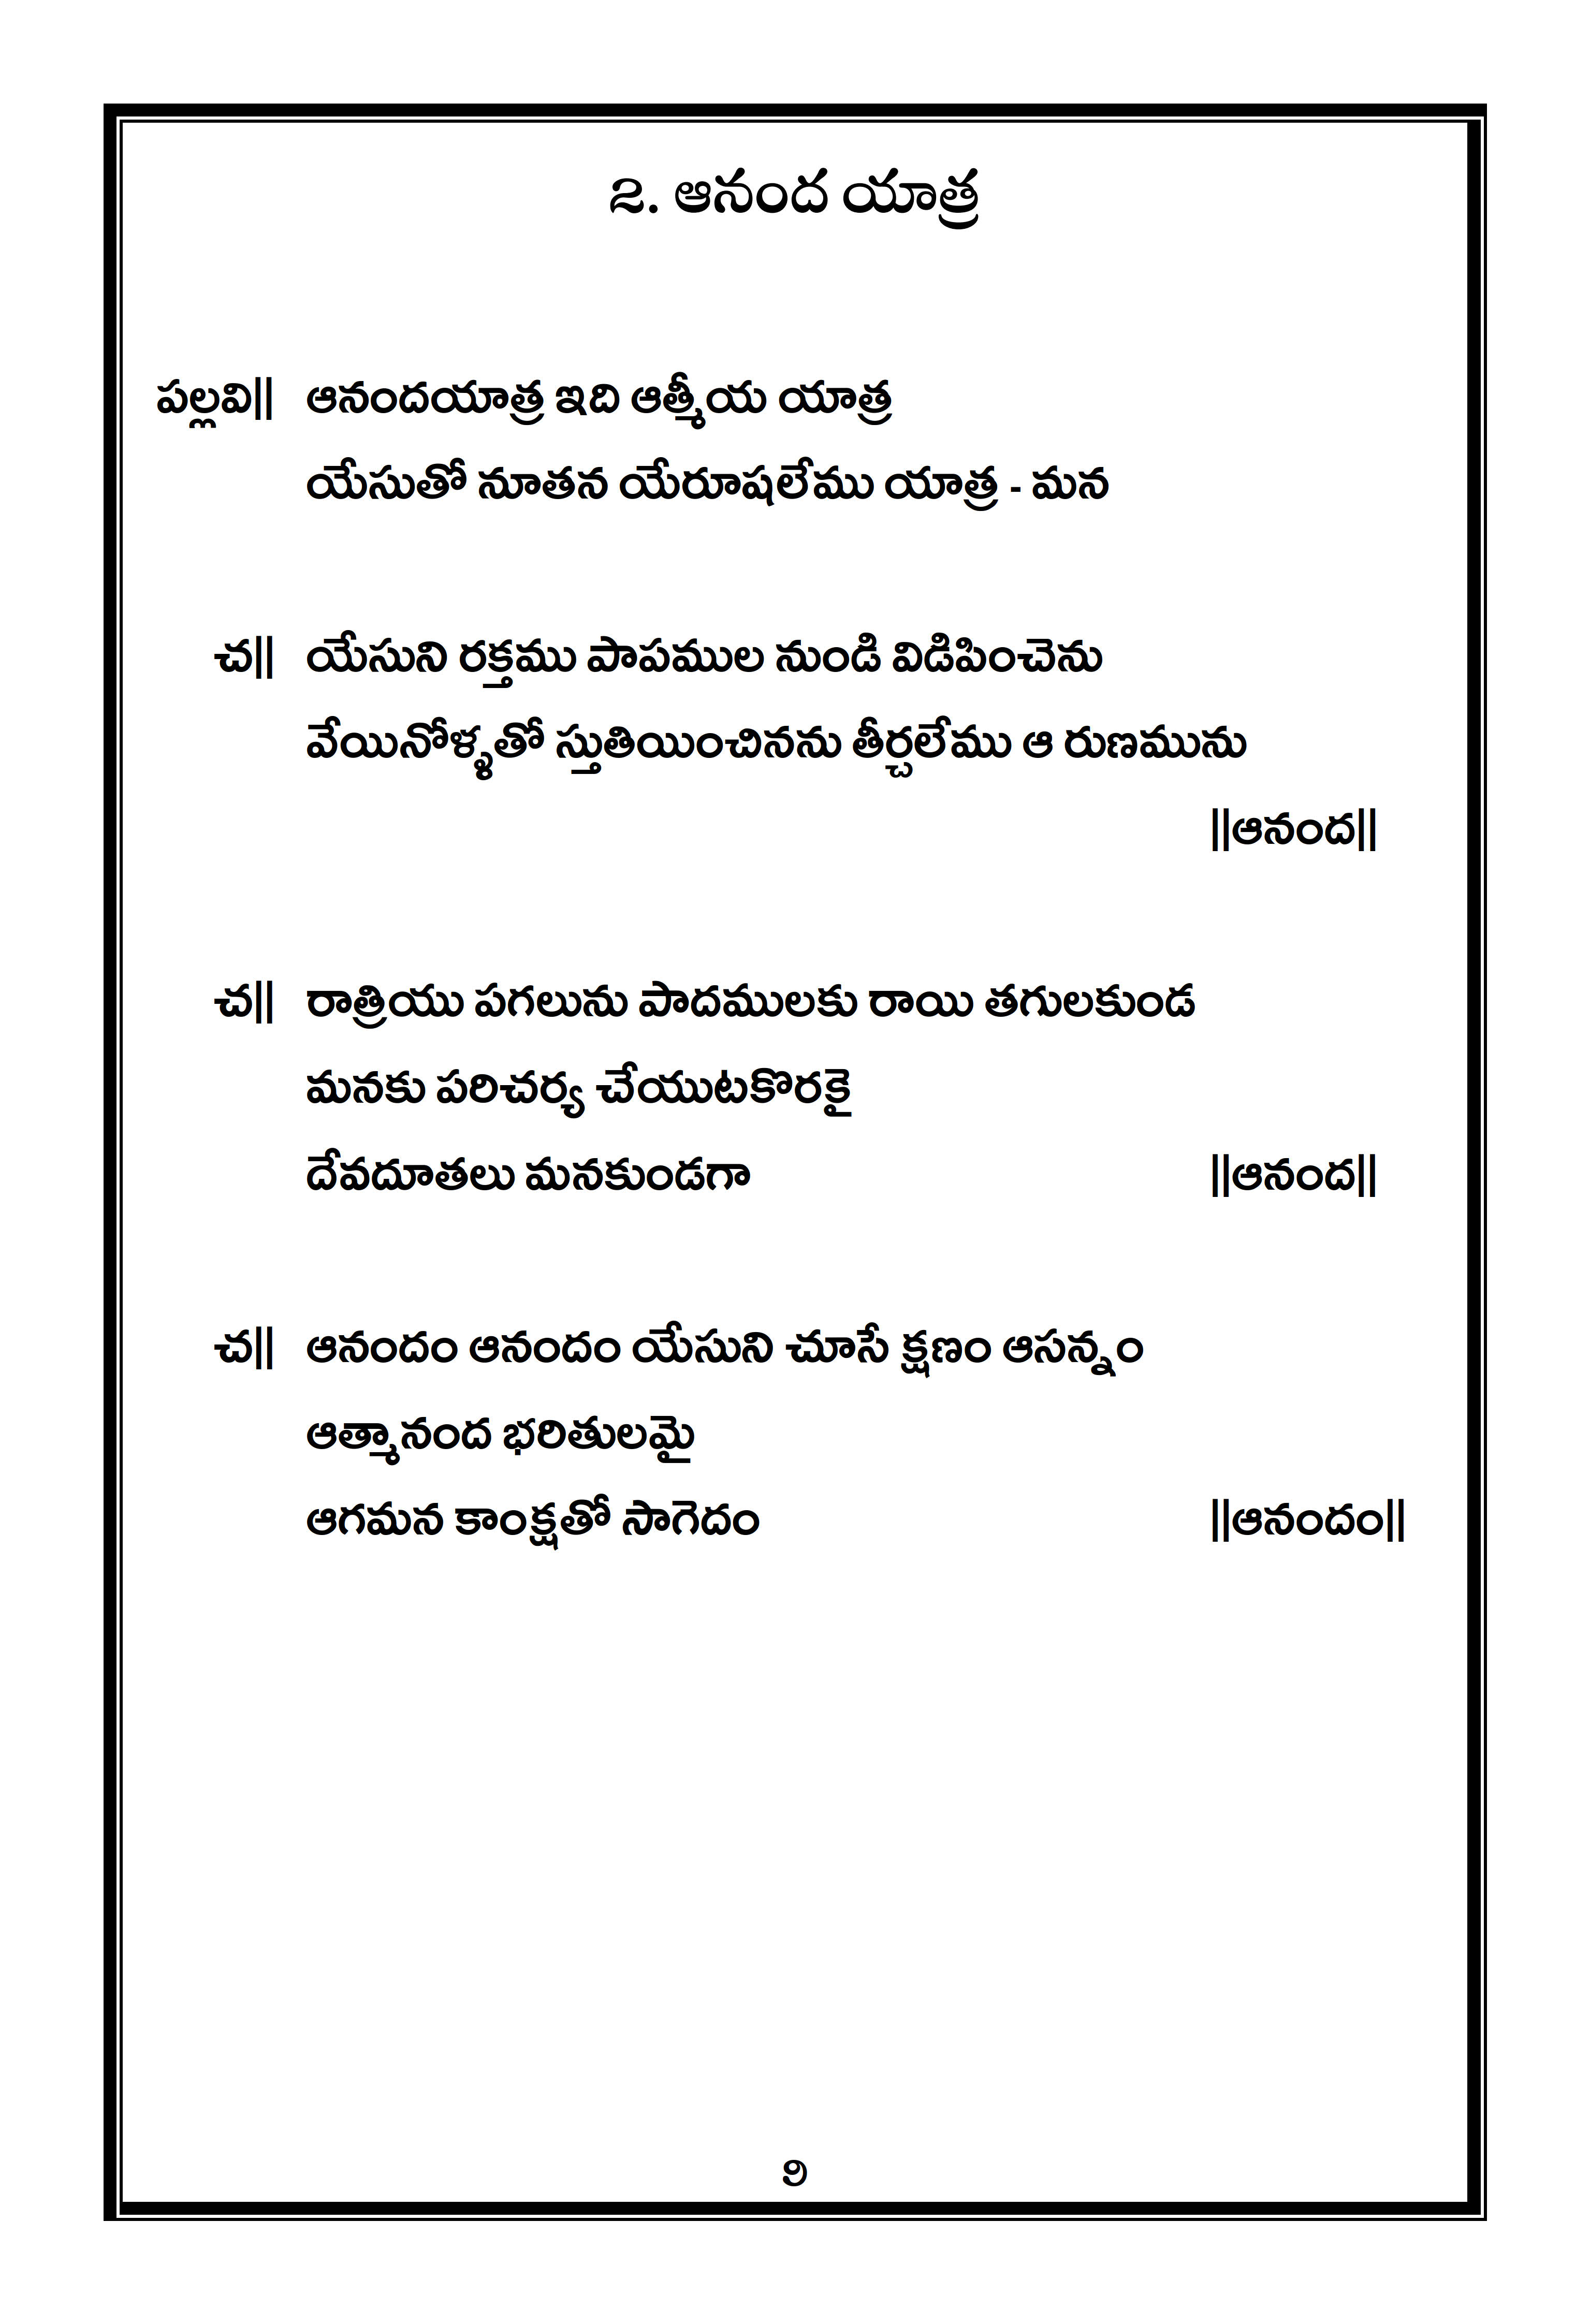 ౭. ఆనంద యాత్ర
పల్లవి|| ఆనందయాత్ర ఇది ఆత్మీయ యాత్ర
యేసుతో నూతన యేరూషలేము యాత్ర - మన
చ|| యేసుని రక్తము పాపముల నుండి విడిపించెను
వేయినోళ్ళతో స్తుతియించినను తీర్చలేము ఆ రుణమును
||ఆనంద||
చ|| రాత్రియు పగలును పాదములకు రాయి తగులకుండ
మనకు పరిచర్య చేయుటకొరకై
దేవదూతలు మనకుండగా ||ఆనంద||
చ|| ఆనందం ఆనందం యేసుని చూసే క్షణం ఆసన్నం
ఆత్మానంద భరితులమై
ఆగమన కాంక్షతో సాగెదం ||ఆనందం||
౧